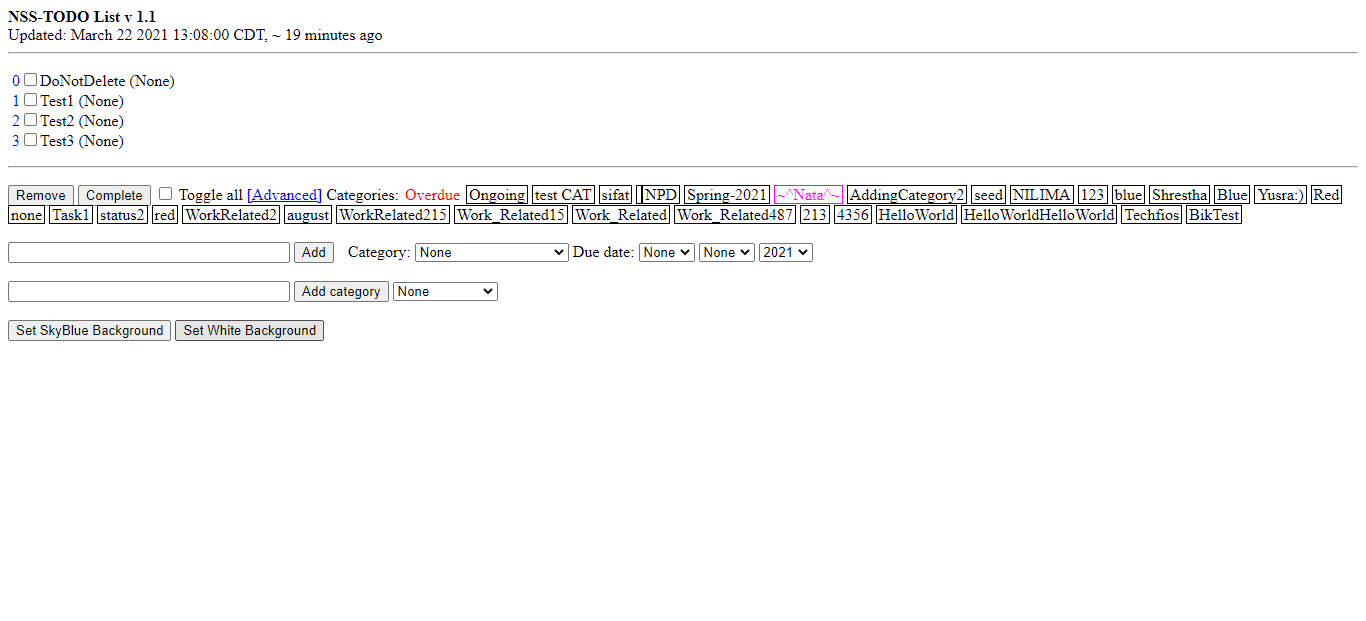 NSS-TODO List v 1.1
Updated: March 22 2021 13:08:00 CDT, ~ 19 minutes ago
0 DoNotDelete (None)
1 Test1 (None)
2 Test2 (None)
3 Test3 (None)
Remove Complete Toggle all [Advanced] Categories: Overdue Ongoing test CAT sifat NPD Spring-2021 ~^Nata^~ AddingCategory2 seed NILIMA 123 blue Shrestha Blue Yusra:) Red
none Task1 status2 red WorkRelated2 august WorkRelated215 Work_Related15 Work_Related Work_Related487 213 4356 HelloWorld HelloWorldHelloWorld Techfios BikTest
Add Category: None Due date: None None 2021
Add category None
Set SkyBlue Background Set White Background